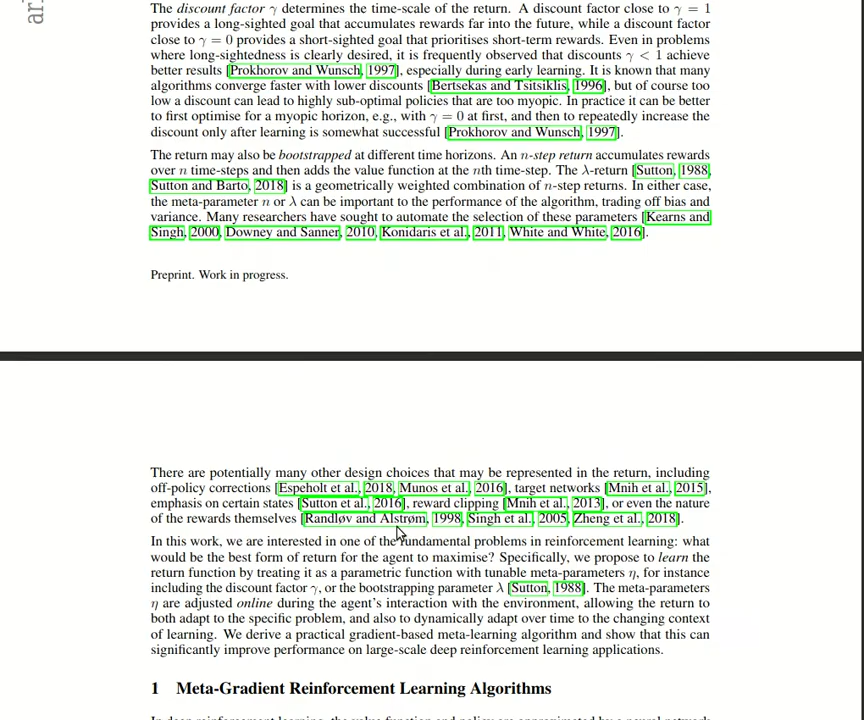 ar
The discount factor γ determines the time-scale of the return. A discount factor close to γ = 1
provides a long-sighted goal that accumulates rewards far into the future, while a discount factor
close to γ = 0 provides a short-sighted goal that prioritises short-term rewards. Even in problems
where long-sightedness is clearly desired, it is frequently observed that discounts γ < 1 achieve
better results [Prokhorov and Wunsch, 1997], especially during early learning. It is known that many
algorithms converge faster with lower discounts [Bertsekas and Tsitsiklis, 1996], but of course too
low a discount can lead to highly sub-optimal policies that are too myopic. In practice it can be better
to first optimise for a myopic horizon, e.g., with γ = 0 at first, and then to repeatedly increase the
discount only after learning is somewhat successful [Prokhorov and Wunsch, 1997].
The return may also be bootstrapped at different time horizons. An n-step return accumulates rewards
over n time-steps and then adds the value function at the nth time-step. The λ-return [Sutton, 1988,
Sutton and Barto, 2018] is a geometrically weighted combination of n-step returns. In either case,
the meta-parameter n or λ can be important to the performance of the algorithm, trading off bias and
variance. Many researchers have sought to automate the selection of these parameters [Kearns and
Singh, 2000, Downey and Sanner, 2010, Konidaris et al., 2011, White and White, 2016].
Preprint. Work in progress.
There are potentially many other design choices that may be represented in the return, including
off-policy corrections [Espeholt et al., 2018, Munos et al., 2016], target networks [Mnih et al., 2015],
emphasis on certain states [Sutton et al., 2016], reward clipping [Mnih et al., 2013], or even the nature
of the rewards themselves [Randløv and Alstrøm, 1998, Singh et al., 2005, Zheng et al., 2018].
In this work, we are interested in one of the fundamental problems in reinforcement learning: what
would be the best form of return for the agent to maximise? Specifically, we propose to learn the
return function by treating it as a parametric function with tunable meta-parameters η, for instance
including the discount factor γ, or the bootstrapping parameter λ [Sutton, 1988]. The meta-parameters
η are adjusted online during the agent's interaction with the environment, allowing the return to
both adapt to the specific problem, and also to dynamically adapt over time to the changing context
of learning. We derive a practical gradient-based meta-learning algorithm and show that this can
significantly improve performance on large-scale deep reinforcement learning applications.
1 Meta-Gradient Reinforcement Learning Algorithms